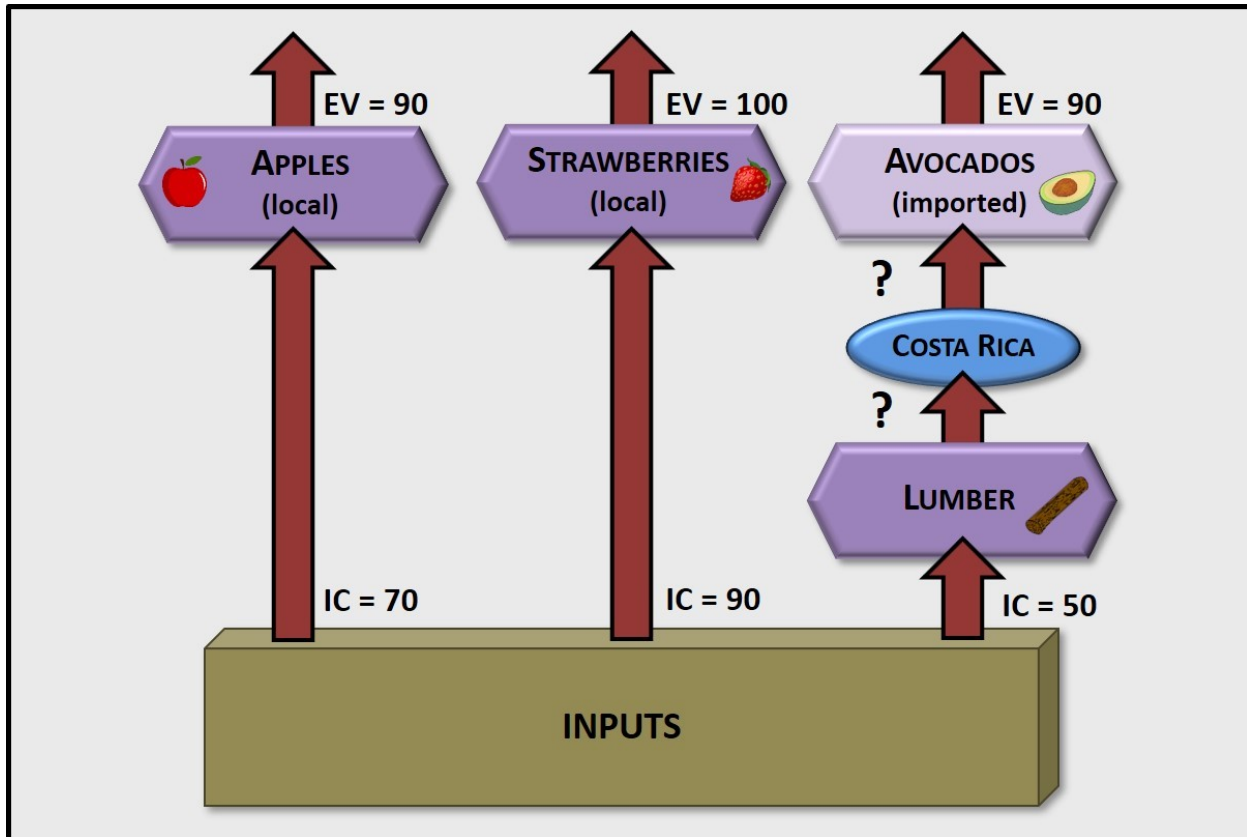 EV = 90
EV = 100
EV = 90
APPLES
(local)
STRAWBERRIES
(local)
AVOCADOS
(imported)
?
COSTA RICA
?
LUMBER
IC = 70
IC = 90
IC = 50
INPUTS